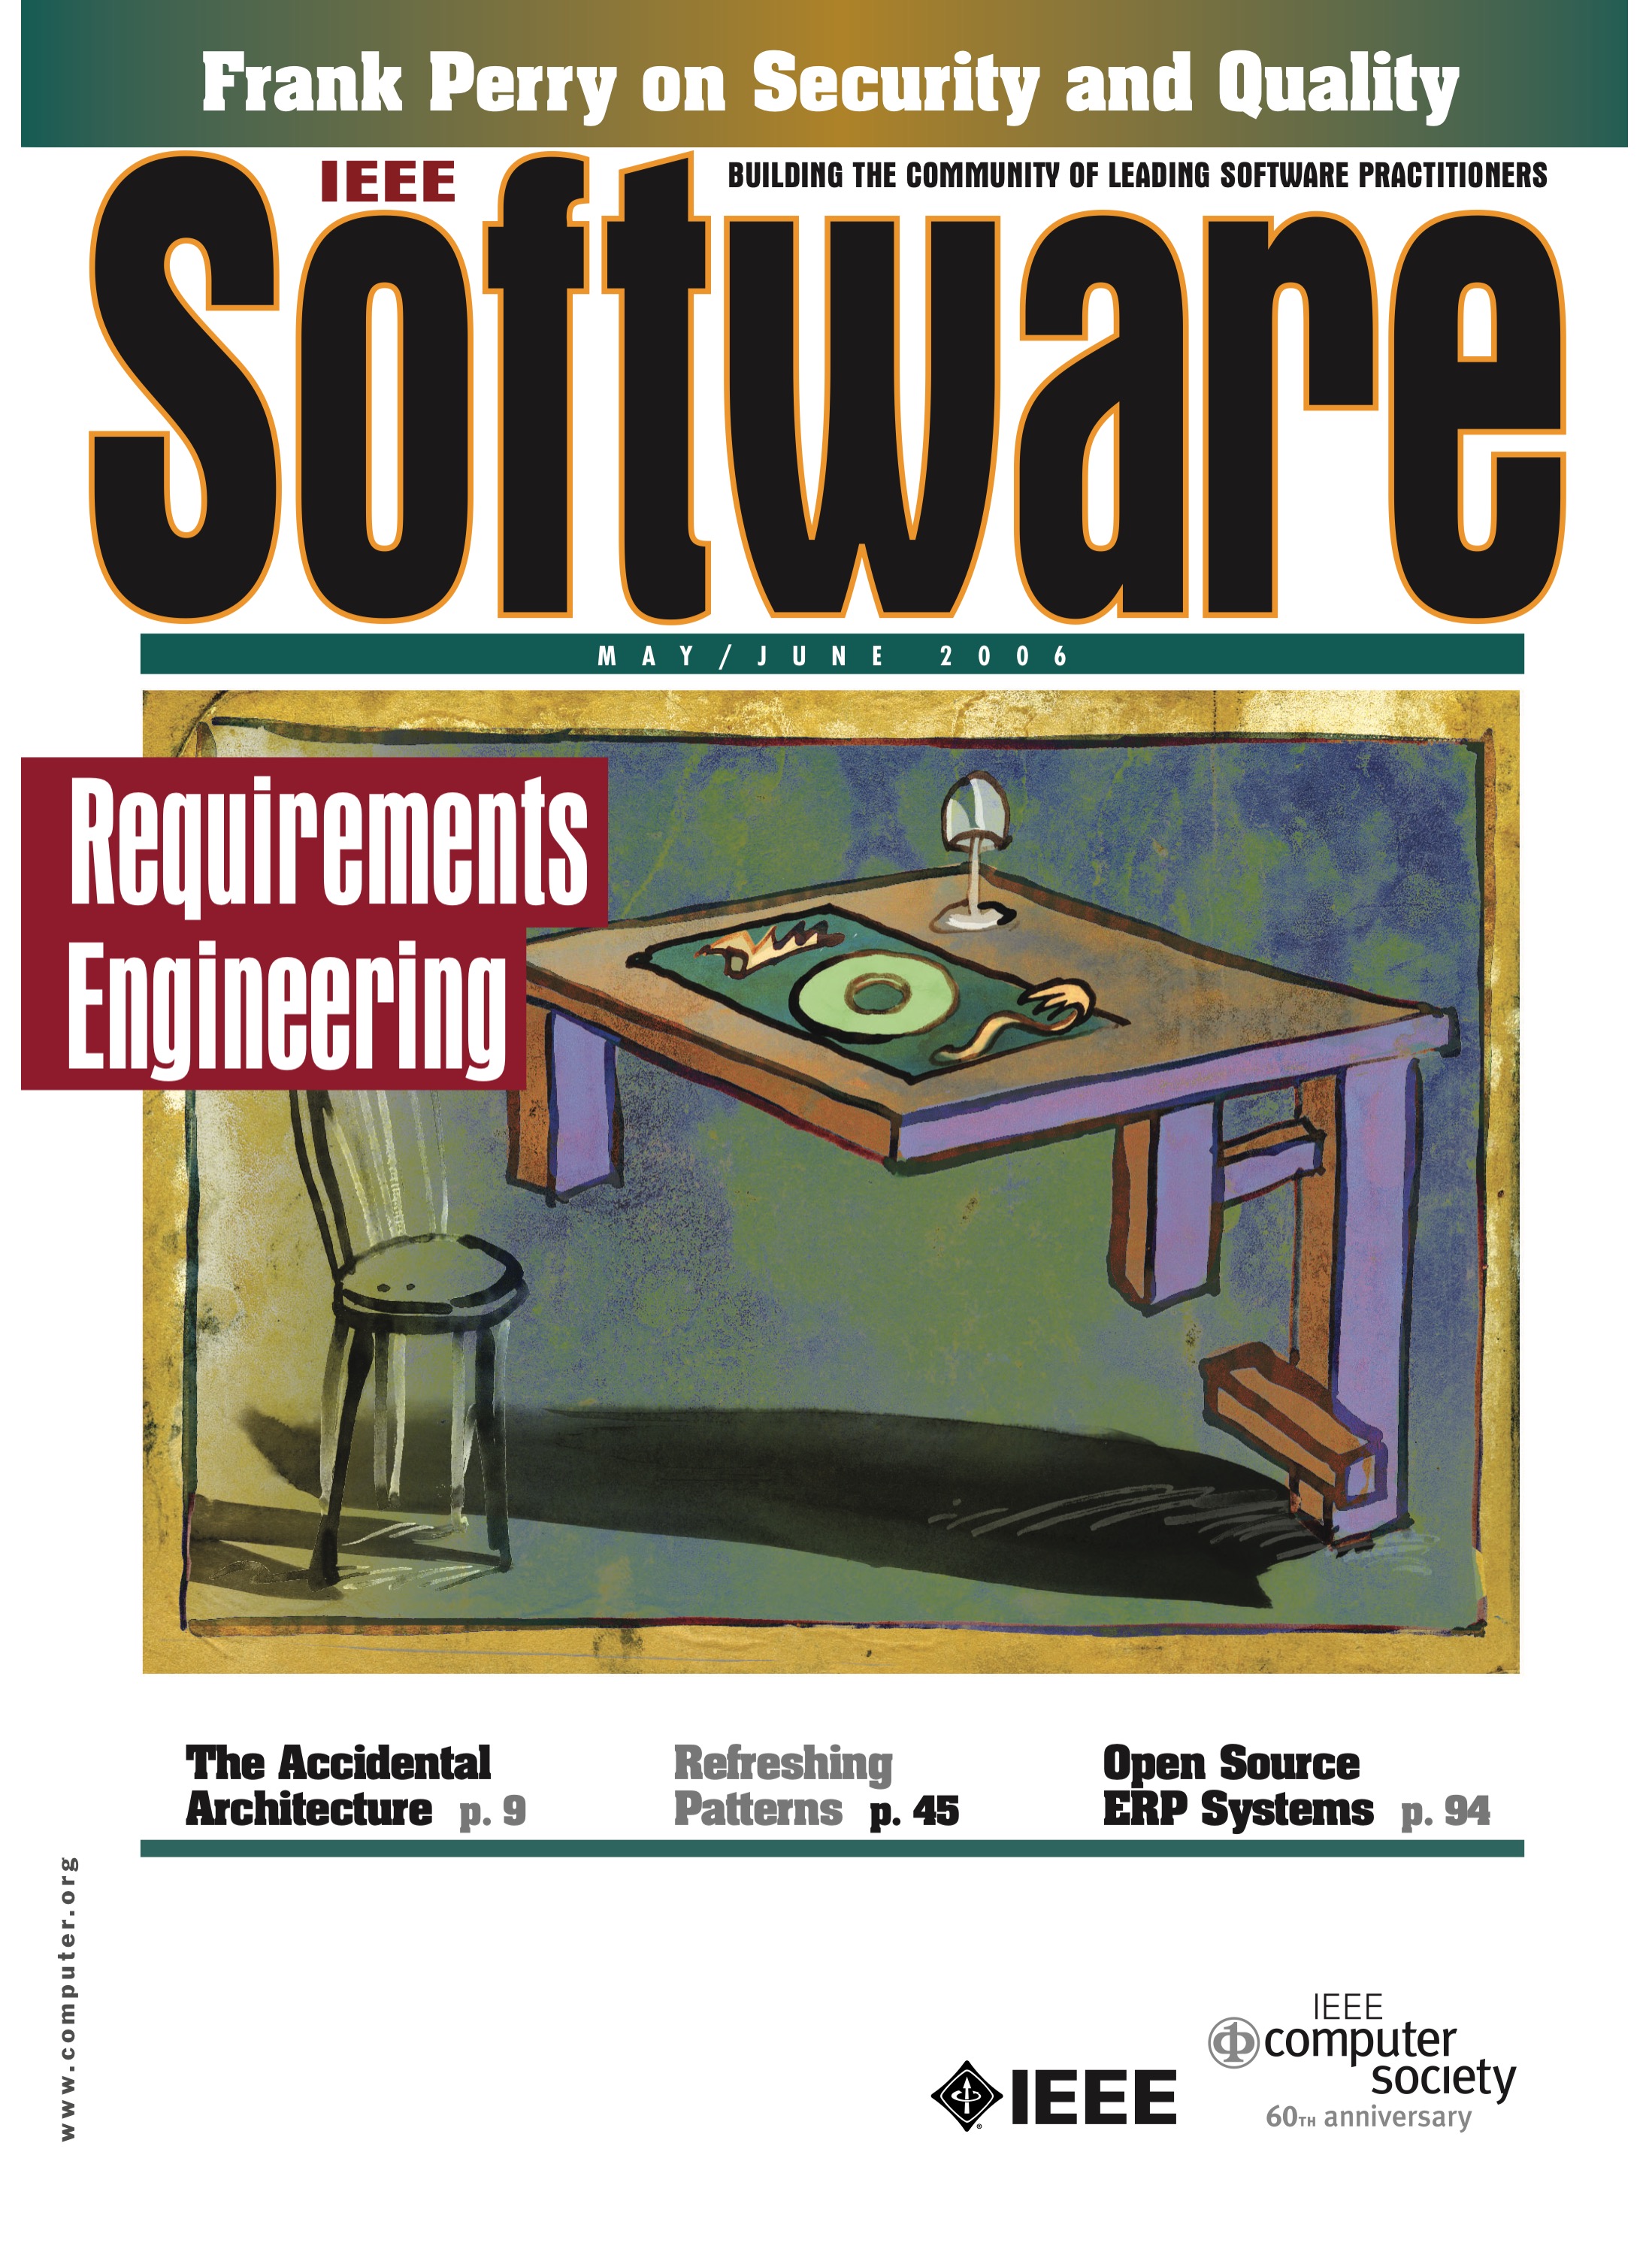 Frank Perry on Security and Quality
IEEE
BUILDING THE COMMUNITY OF LEADING SOFTWARE PRACTITIONERS
Software
MAY/JUNE 2006
Requirements
Engineering
The Accidental
Architecture p. 9
Refreshing
Patterns p. 45
Open Source
ERP Systems p. 94
www.computer.org
IEEE
IEEE
computer
society
60TH anniversary